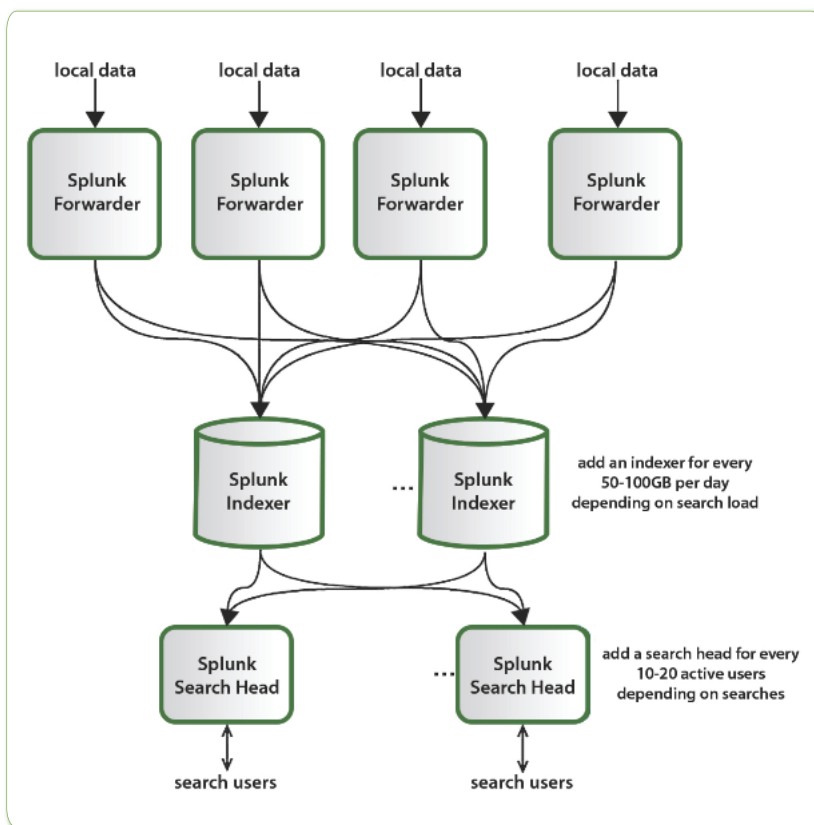 local data
local data
local data
local data
Splunk
Forwarder
Splunk
Forwarder
Splunk
Forwarder
Splunk
Forwarder
Splunk
Indexer
...
Splunk
Indexer
add an indexer for every
50-100GB per day
depending on search load
Splunk
Search Head
...
Splunk
Search Head
add a search head for every
10-20 active users
depending on searches
search users
search users